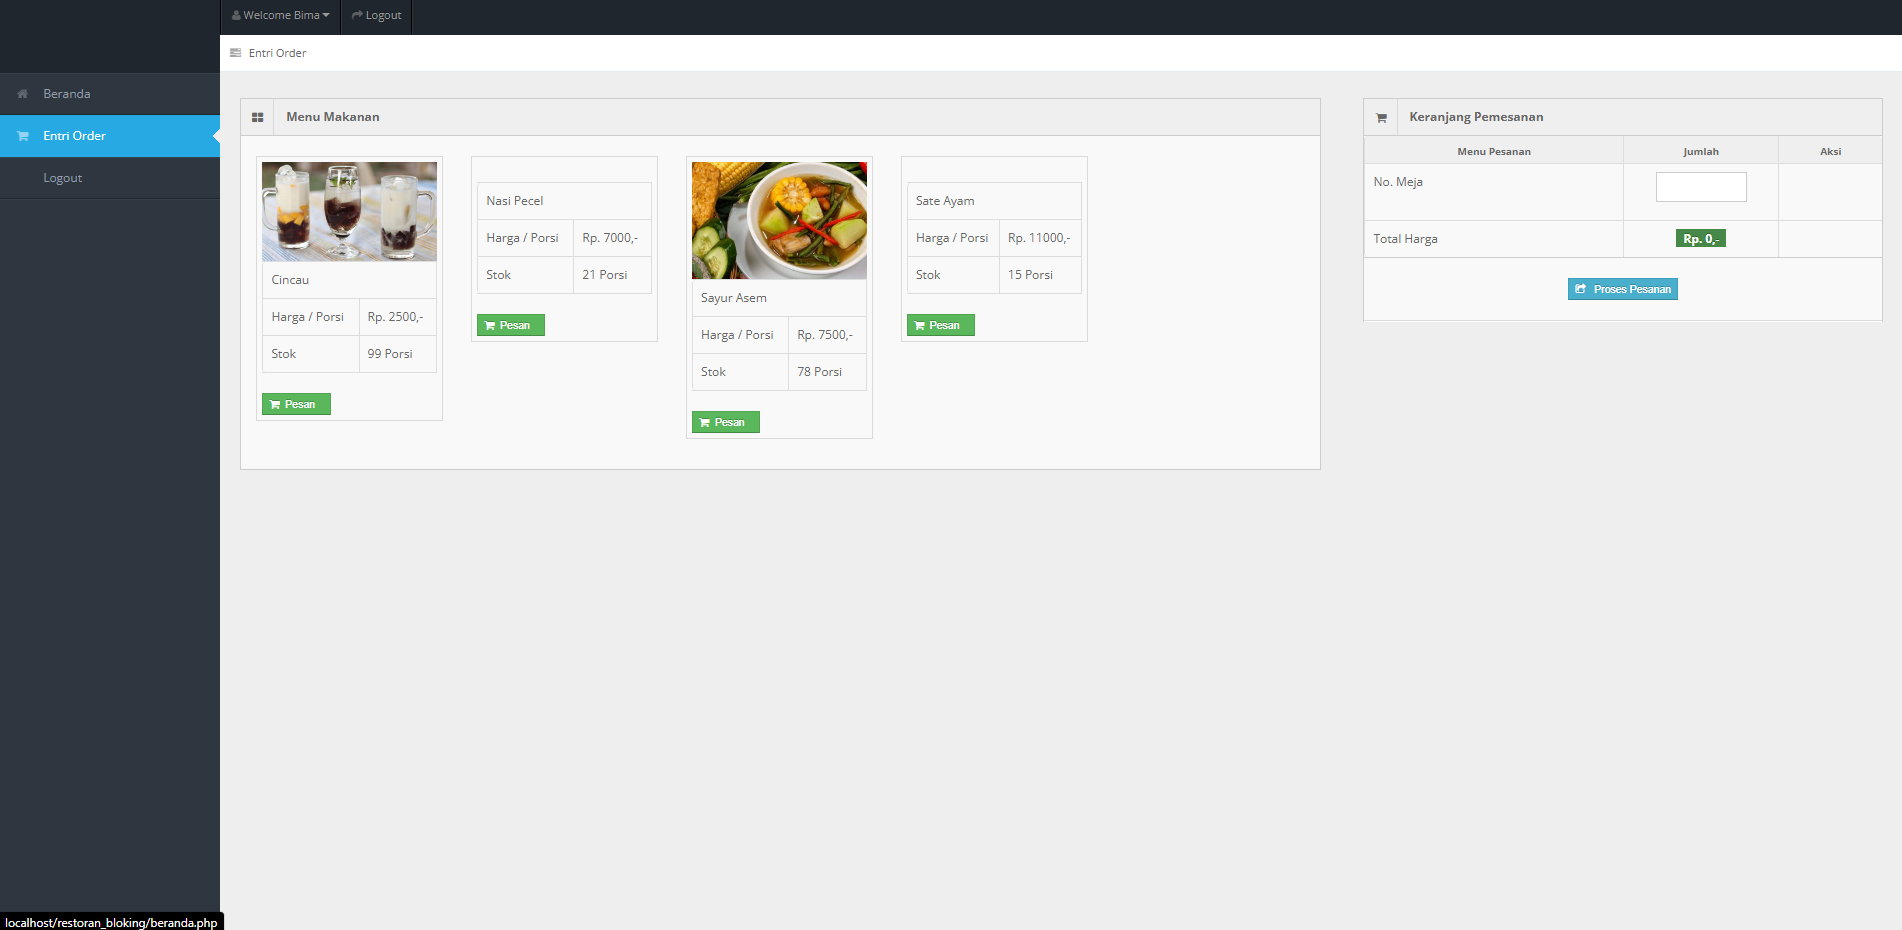 Welcome Bima
Logout
Entri Order
Beranda
Entri Order
Logout
Menu Makanan
Cincau
Harga / Porsi Rp. 2500,-
Stok 99 Porsi
Pesan
Nasi Pecel
Harga / Porsi Rp. 7000,-
Stok 21 Porsi
Pesan
Sayur Asem
Harga / Porsi Rp. 7500,-
Stok 78 Porsi
Pesan
Sate Ayam
Harga / Porsi Rp. 11000,-
Stok 15 Porsi
Pesan
Keranjang Pemesanan
Menu Pesanan Jumlah Aksi
No. Meja
Total Harga Rp. 0,-
Proses Pesanan
localhost/restoran_bloking/beranda.php